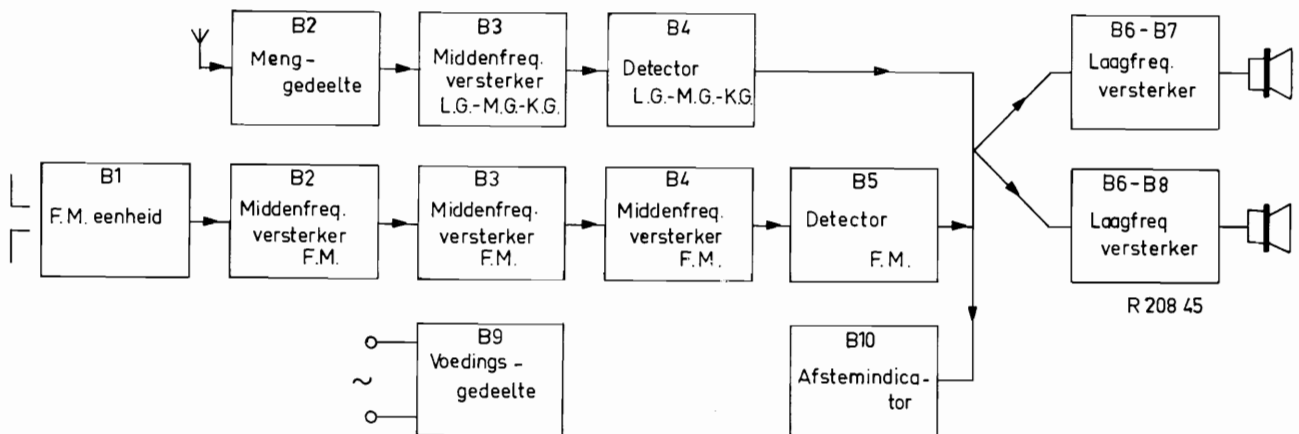 B2
Meng-
gedeelte
B3
Middenfreq.
versterker
L.G.-M.G.-K.G.
B4
Detector
L.G.-M.G.-K.G.
B6-B7
Laagfreq.
versterker
B1
F.M. eenheid
B2
Middenfreq.
versterker
F.M.
B3
Middenfreq.
versterker
F.M.
B4
Middenfreq.
versterker
F.M.
B5
Detector
F.M.
B6-B8
Laagfreq
versterker
R 208 45
~
B9
Voedings-
gedeelte
B10
Afstemindica-
tor